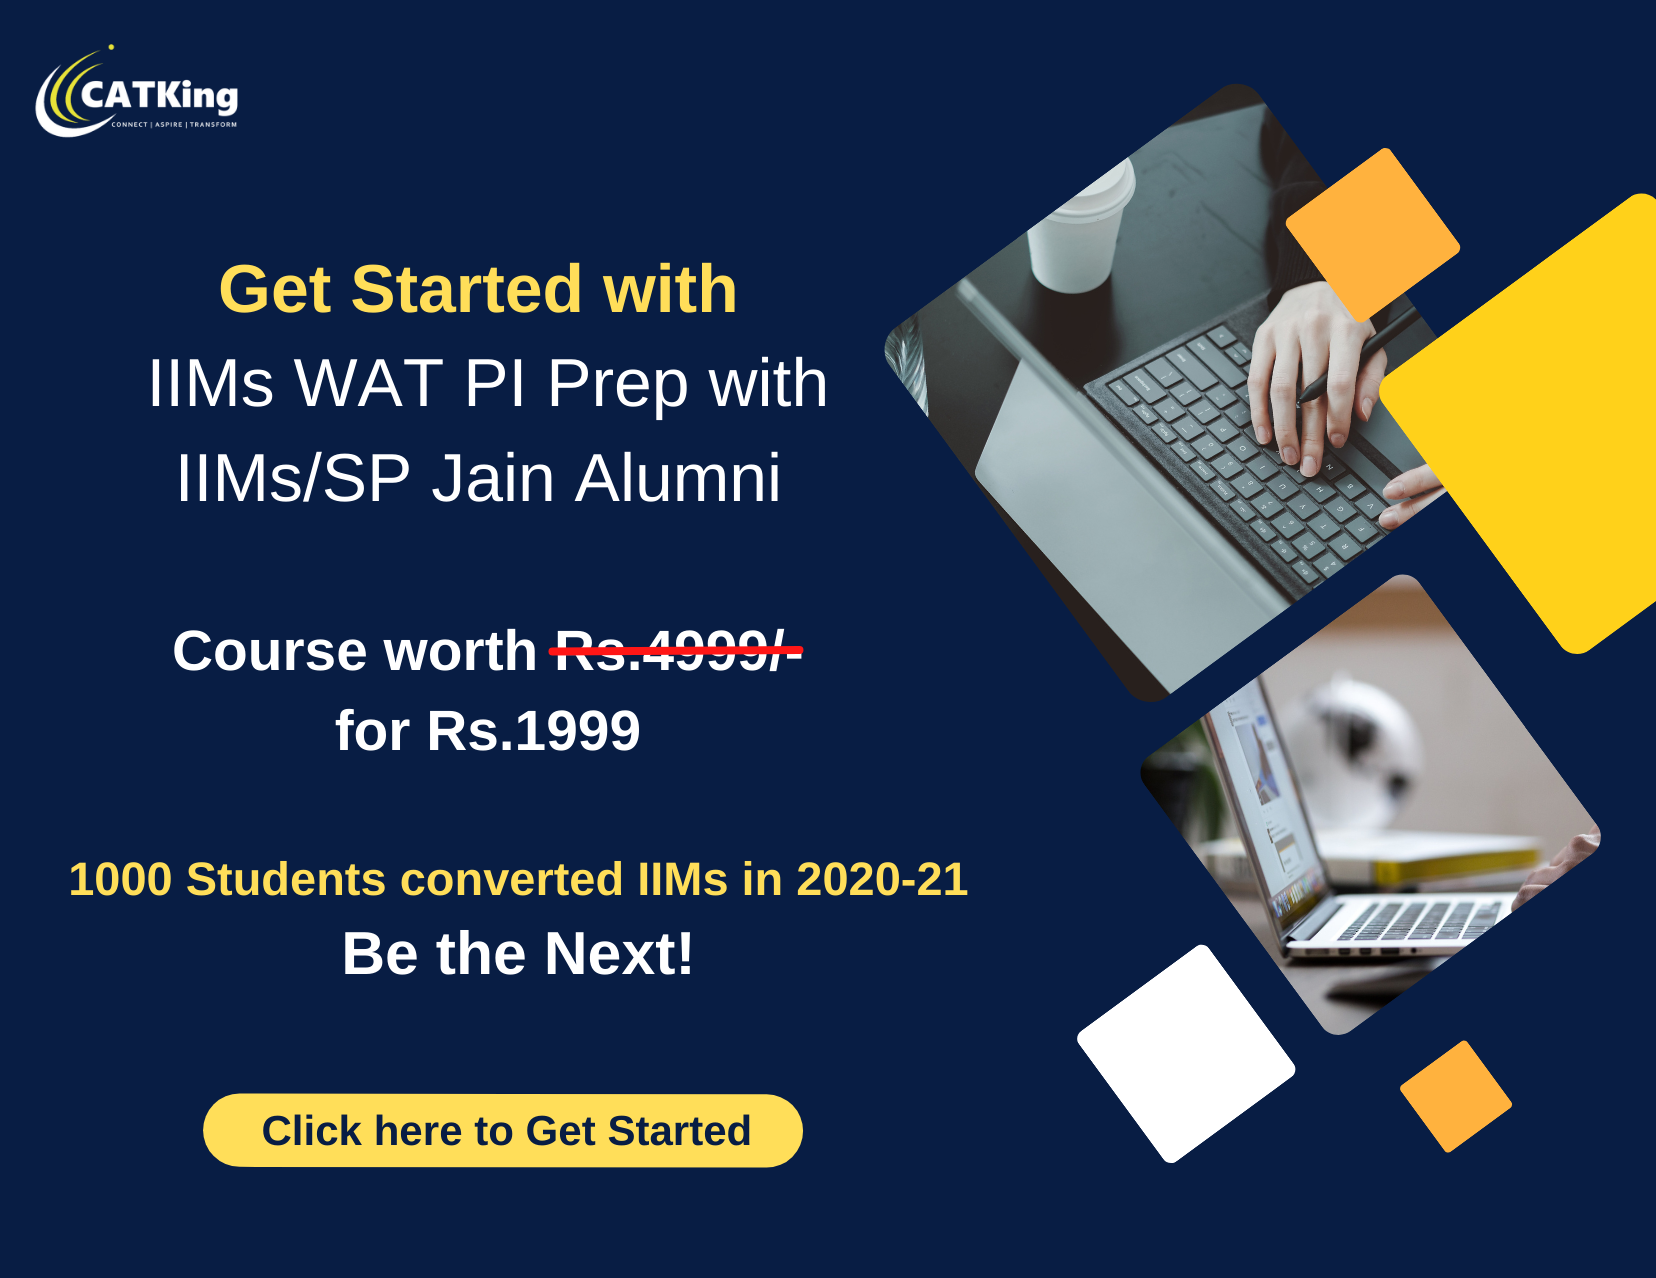 CATKing
CONNECT | ASPIRE | TRANSFORM
Get Started with
IIMs WAT PI Prep with
IIMs/SP Jain Alumni
Course worth Rs.4999/-
for Rs.1999
1000 Students converted IIMs in 2020-21
Be the Next!
Click here to Get Started